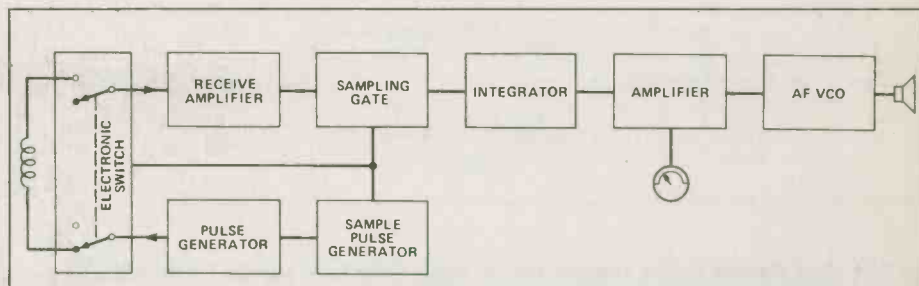 RECEIVE
AMPLIFIER
SAMPLING
GATE
INTEGRATOR
AMPLIFIER
AF VCO
ELECTRONIC
SWITCH
PULSE
GENERATOR
SAMPLE
PULSE
GENERATOR